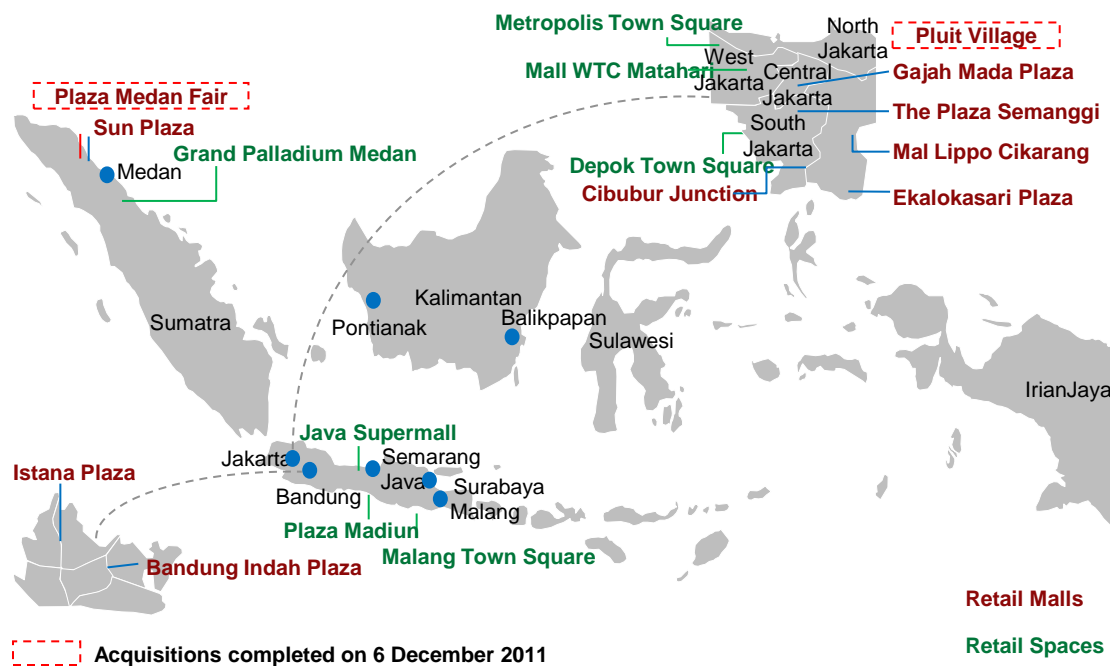 Metropolis Town Square
North
Jakarta
Pluit Village
West
Jakarta
Mall WTC Matahari
Central
Jakarta
Gajah Mada Plaza
Plaza Medan Fair
Sun Plaza
The Plaza Semanggi
South
Jakarta
Grand Palladium Medan
Medan
Depok Town Square
Mal Lippo Cikarang
Cibubur Junction
Ekalokasari Plaza
Kalimantan
Pontianak
Balikpapan
Sumatra
Sulawesi
IrianJaya
Java Supermall
Jakarta
Semarang
Istana Plaza
Bandung
Java
Surabaya
Malang
Plaza Madiun
Malang Town Square
Bandung Indah Plaza
Retail Malls
Retail Spaces
Acquisitions completed on 6 December 2011